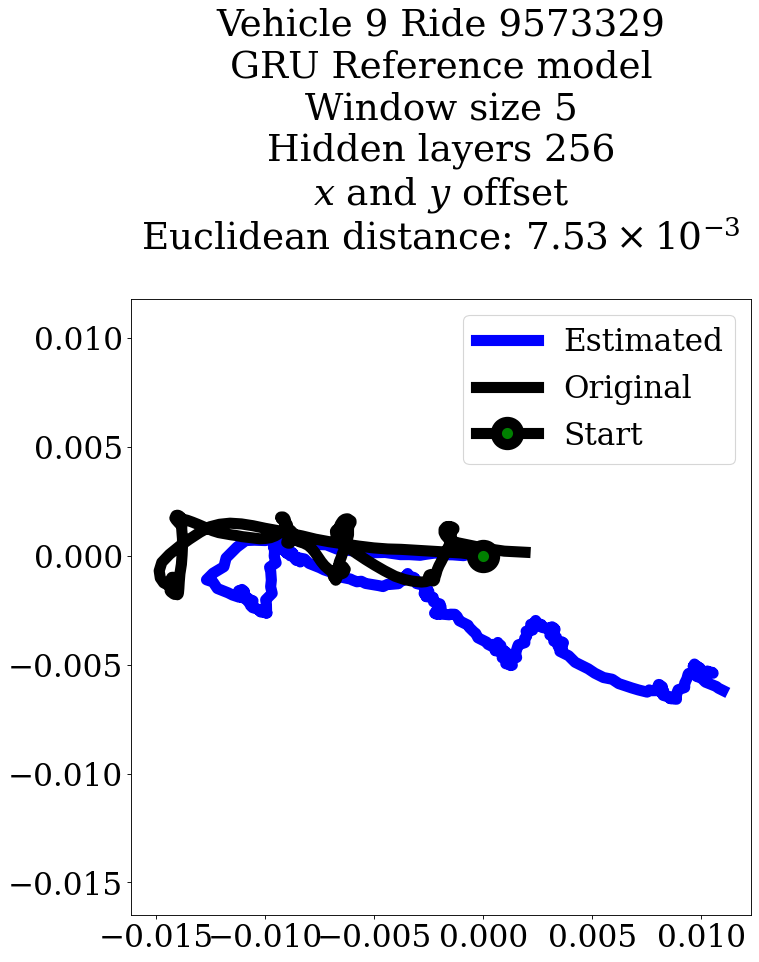 Vehicle 9 Ride 9573329
GRU Reference model
Window size 5
Hidden layers 256
x and y offset
Euclidean distance: 7.53 × 10⁻³
Estimated
Original
Start
0.010
0.005
0.000
−0.005
−0.010
−0.015
−0.015 −0.010 −0.005 0.000 0.005 0.010